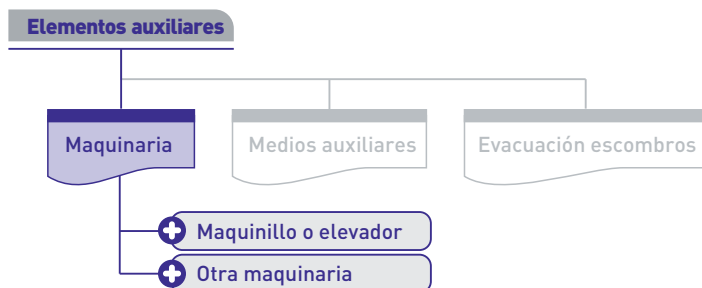 Elementos auxiliares
Maquinaria
Medios auxiliares
Evacuación escombros
Maquinillo o elevador
Otra maquinaria